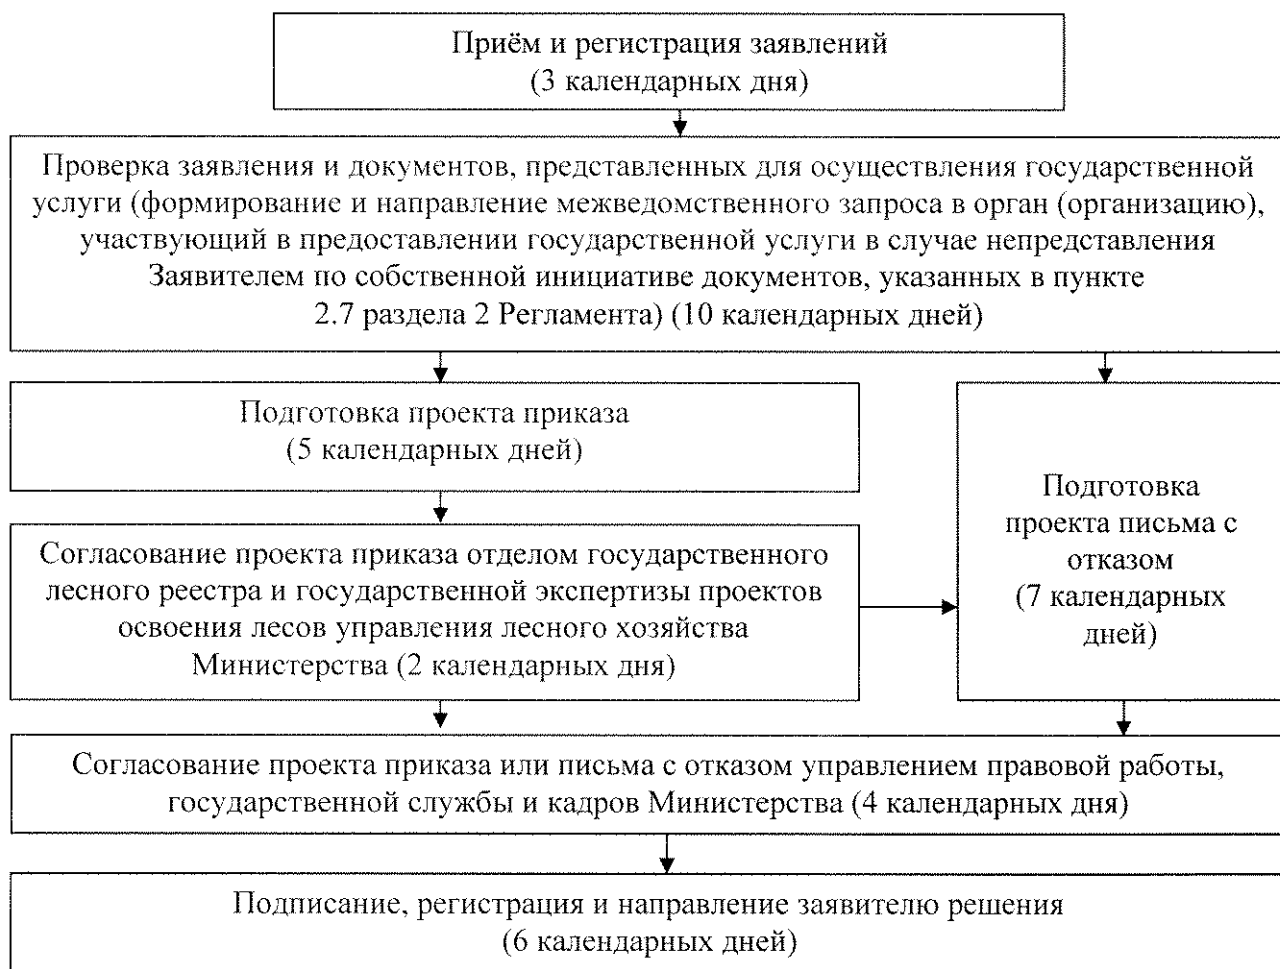 Приём и регистрация заявлений
(3 календарных дня)
Проверка заявления и документов, представленных для осуществления государственной
услуги (формирование и направление межведомственного запроса в орган (организацию),
участвующий в предоставлении государственной услуги в случае непредставления
Заявителем по собственной инициативе документов, указанных в пункте
2.7 раздела 2 Регламента) (10 календарных дней)
Подготовка проекта приказа
(5 календарных дней)
Подготовка
проекта письма с
отказом
(7 календарных
дней)
Согласование проекта приказа отделом государственного
лесного реестра и государственной экспертизы проектов
освоения лесов управления лесного хозяйства
Министерства (2 календарных дня)
Согласование проекта приказа или письма с отказом управлением правовой работы,
государственной службы и кадров Министерства (4 календарных дня)
Подписание, регистрация и направление заявителю решения
(6 календарных дней)